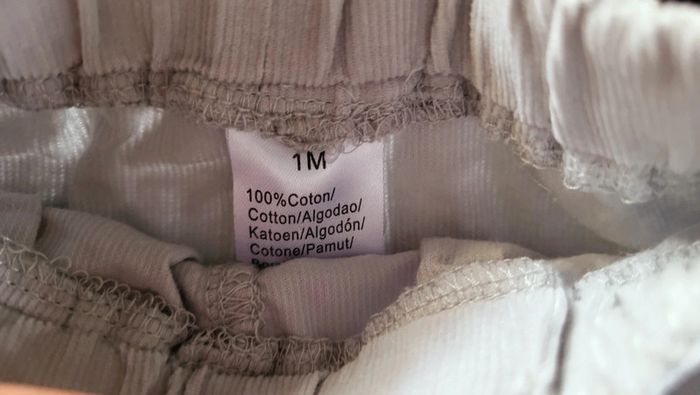 1M
100%Coton/
Cotton/Algodao/
Katoen/Algodón/
Cotone/Pamut/